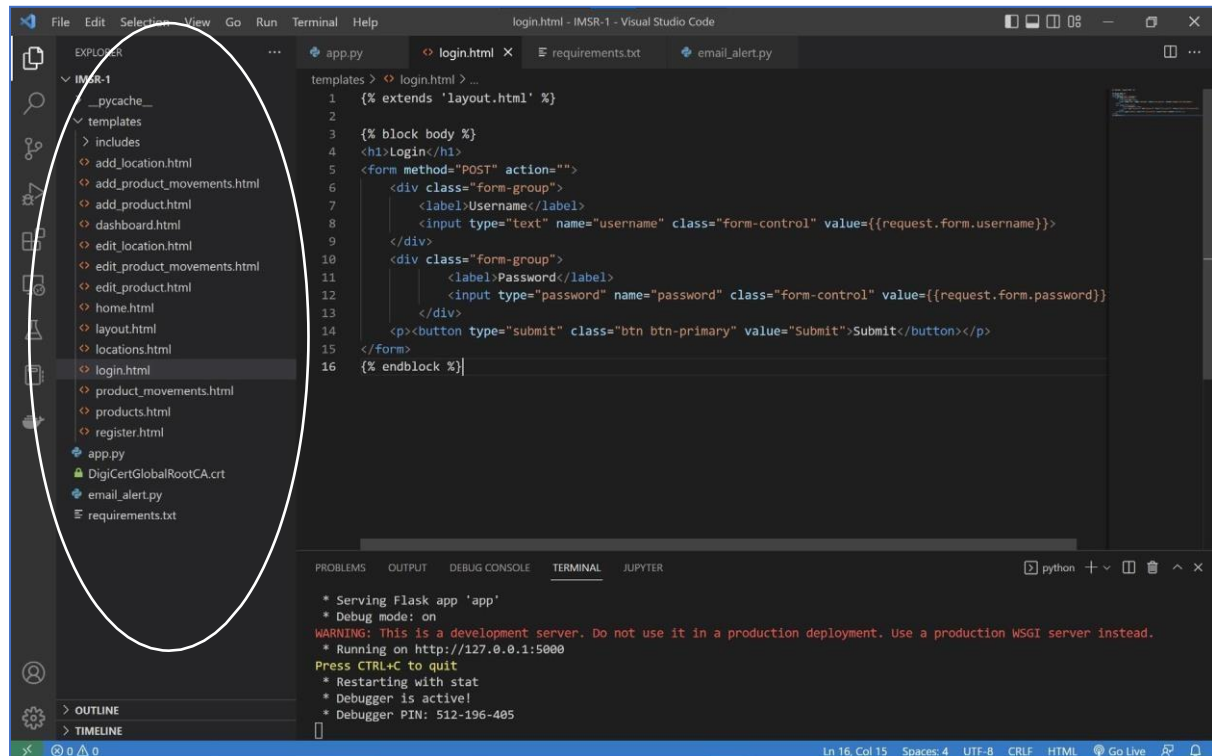 File Edit Selection View Go Run Terminal Help login.html - IMSR-1 - Visual Studio Code
EXPLORER
IMSR-1
__pycache__
templates
includes
add_location.html
add_product_movements.html
add_product.html
dashboard.html
edit_location.html
edit_product_movements.html
edit_product.html
home.html
layout.html
locations.html
login.html
product_movements.html
products.html
register.html
app.py
DigiCertGlobalRootCA.crt
email_alert.py
requirements.txt
OUTLINE
TIMELINE
app.py login.html requirements.txt email_alert.py
templates > login.html > ...
1 {% extends 'layout.html' %}
2
3 {% block body %}
4 <h1>Login</h1>
5 <form method="POST" action="">
6 <div class="form-group">
7 <label>Username</label>
8 <input type="text" name="username" class="form-control" value={{request.form.username}}>
9 </div>
10 <div class="form-group">
11 <label>Password</label>
12 <input type="password" name="password" class="form-control" value={{request.form.password}}
13 </div>
14 <p><button type="submit" class="btn btn-primary" value="Submit">Submit</button></p>
15 </form>
16 {% endblock %}
PROBLEMS OUTPUT DEBUG CONSOLE TERMINAL JUPYTER python
* Serving Flask app 'app'
* Debug mode: on
WARNING: This is a development server. Do not use it in a production deployment. Use a production WSGI server instead.
* Running on http://127.0.0.1:5000
Press CTRL+C to quit
* Restarting with stat
* Debugger is active!
* Debugger PIN: 512-196-405
0 0 Ln 16, Col 15 Spaces: 4 UTF-8 CRLF HTML Go Live